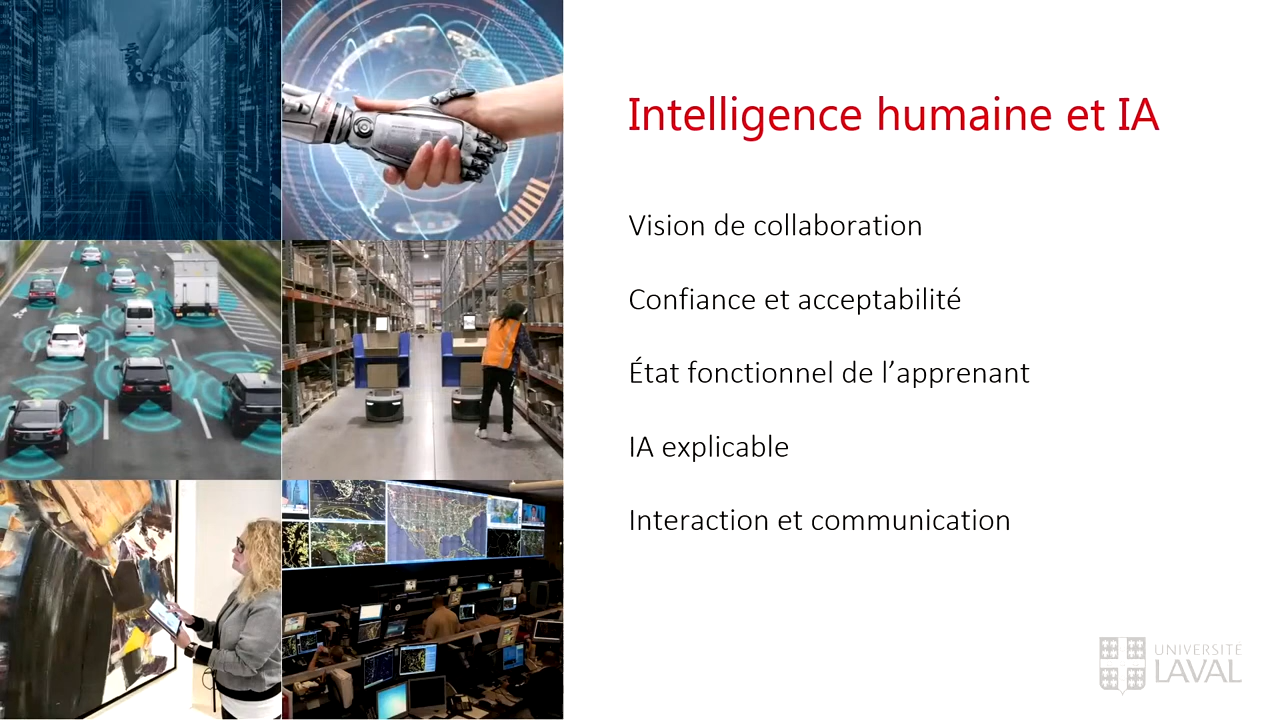 Intelligence humaine et IA
Vision de collaboration
Confiance et acceptabilité
État fonctionnel de l’apprenant
IA explicable
Interaction et communication
UNIVERSITÉ
LAVAL